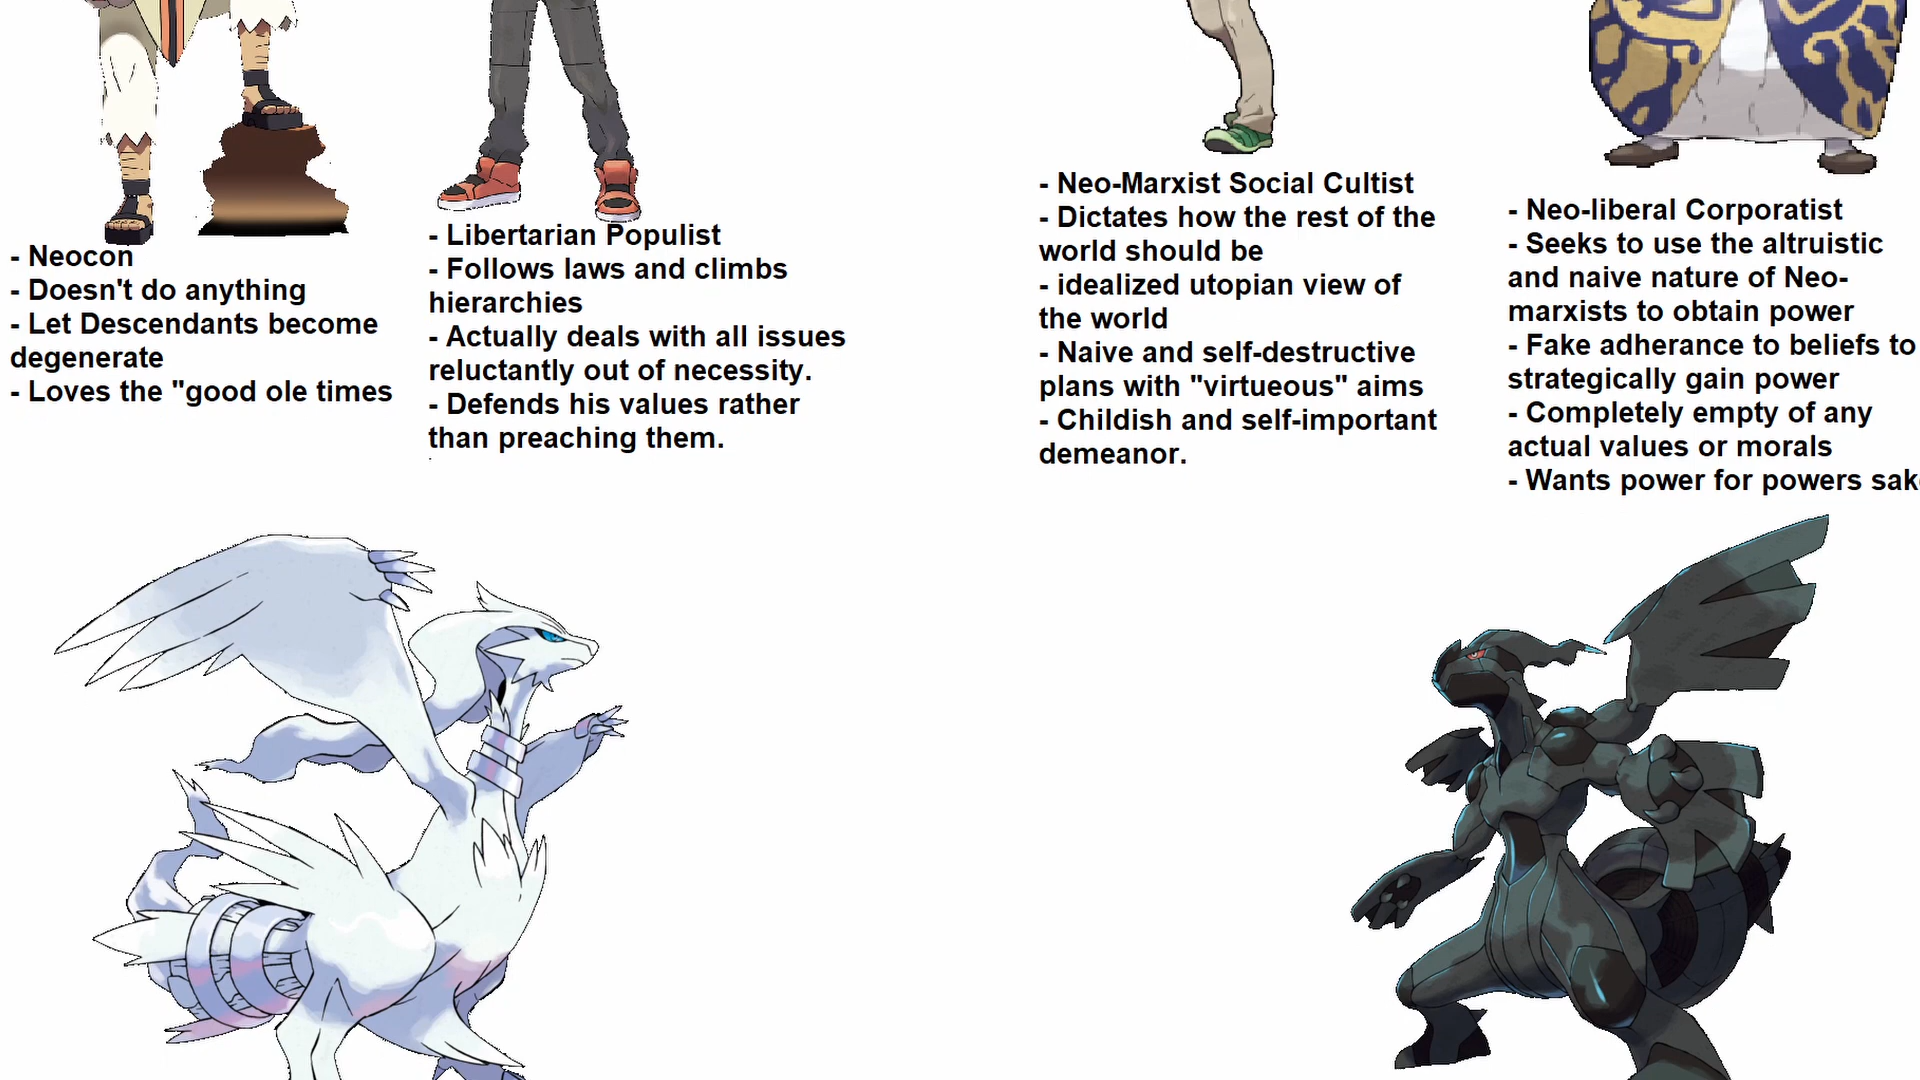 - Neocon
- Doesn't do anything
- Let Descendants become
degenerate
- Loves the "good ole times
- Libertarian Populist
- Follows laws and climbs
hierarchies
- Actually deals with all issues
reluctantly out of necessity.
- Defends his values rather
than preaching them.
.
- Neo-Marxist Social Cultist
- Dictates how the rest of the
world should be
- idealized utopian view of
the world
- Naive and self-destructive
plans with "virtueous" aims
- Childish and self-important
demeanor.
- Neo-liberal Corporatist
- Seeks to use the altruistic
and naive nature of Neo-
marxists to obtain power
- Fake adherance to beliefs to
strategically gain power
- Completely empty of any
actual values or morals
- Wants power for powers sak